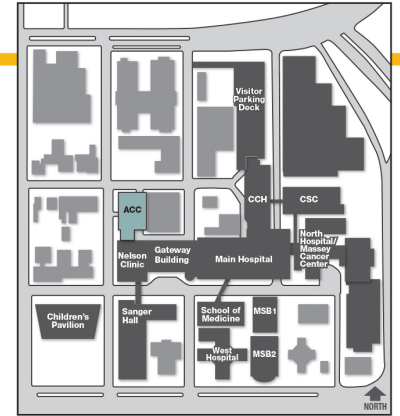 Visitor
Parking
Deck
ACC
CCH
CSC
Nelson
Clinic
Gateway
Building
Main Hospital
North
Hospital/
Massey
Cancer
Center
Children's
Pavilion
Sanger
Hall
School of
Medicine
MSB1
West
Hospital
MSB2
NORTH